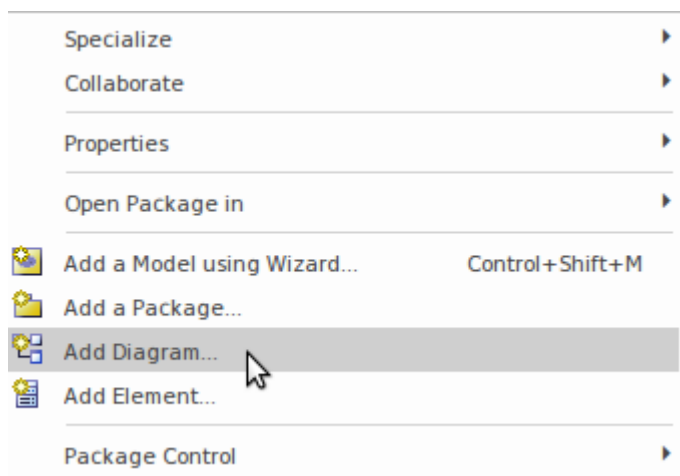 Specialize
Collaborate
Properties
Open Package in
Add a Model using Wizard... Control+Shift+M
Add a Package...
Add Diagram...
Add Element...
Package Control